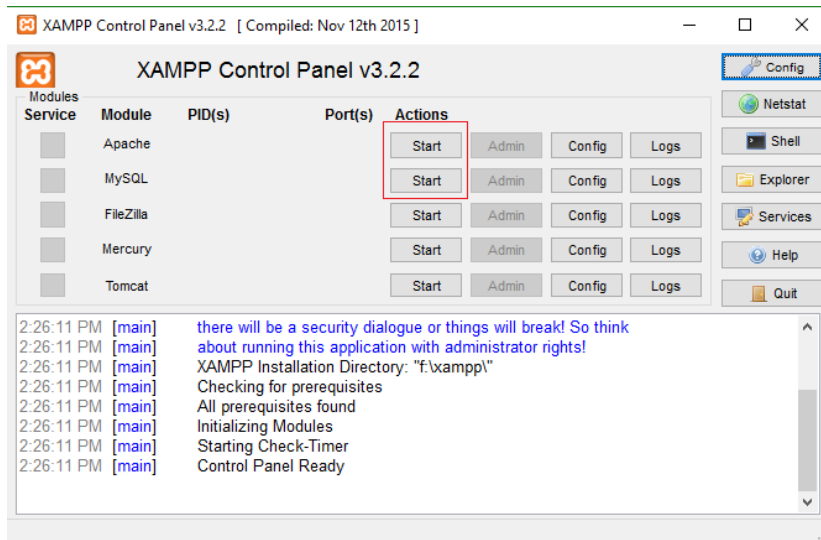 XAMPP Control Panel v3.2.2 [ Compiled: Nov 12th 2015 ]
XAMPP Control Panel v3.2.2
Config
Modules
Service Module PID(s) Port(s) Actions
Netstat
Apache Start Admin Config Logs
Shell
MySQL Start Admin Config Logs
Explorer
FileZilla Start Admin Config Logs
Services
Mercury Start Admin Config Logs
Help
Tomcat Start Admin Config Logs
Quit
2:26:11 PM [main] there will be a security dialogue or things will break! So think
2:26:11 PM [main] about running this application with administrator rights!
2:26:11 PM [main] XAMPP Installation Directory: "f:\xampp\"
2:26:11 PM [main] Checking for prerequisites
2:26:11 PM [main] All prerequisites found
2:26:11 PM [main] Initializing Modules
2:26:11 PM [main] Starting Check-Timer
2:26:11 PM [main] Control Panel Ready